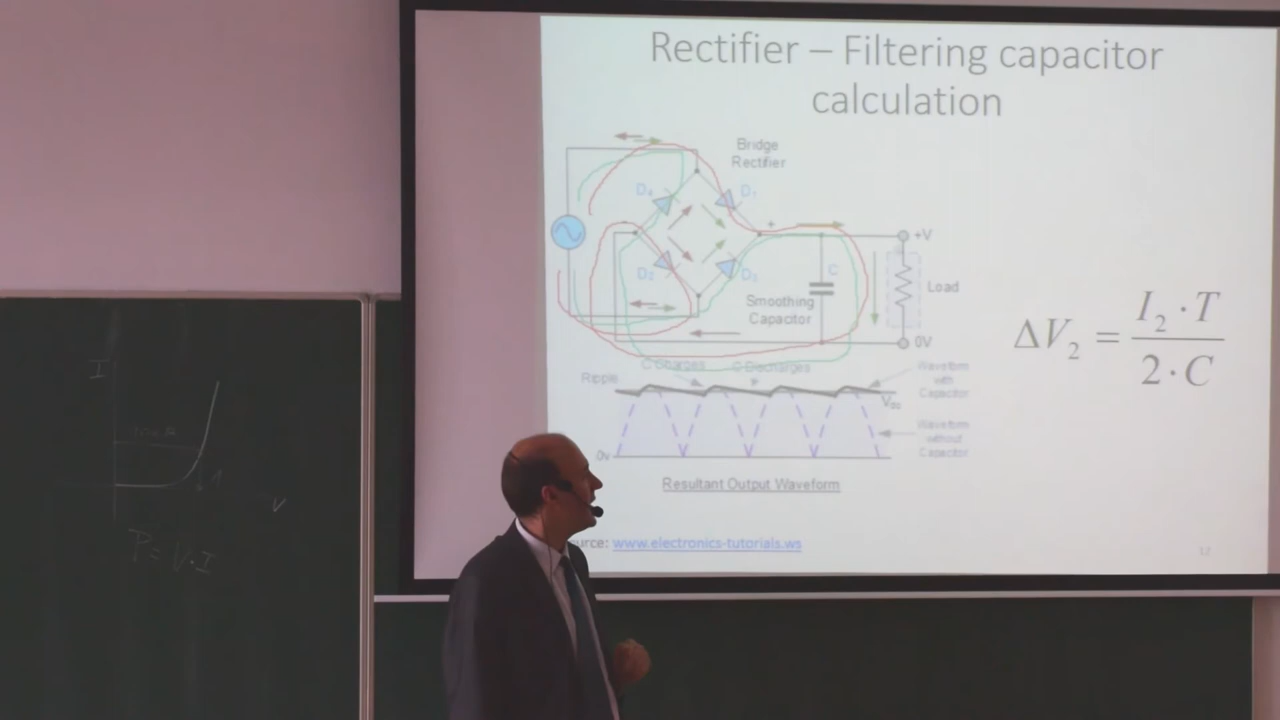 Rectifier – Filtering capacitor
calculation
Bridge
Rectifier
D₄
D₁
+
+V
C
D₂
D₃
Load
Smoothing
Capacitor
0V
ΔV₂ = I₂ · T / 2 · C
C Charges
C Discharges
Waveform
with
Capacitor
Ripple
Waveform
without
Capacitor
0v
Resultant Output Waveform
urce: www.electronics-tutorials.ws
12
I
V
P= V·I